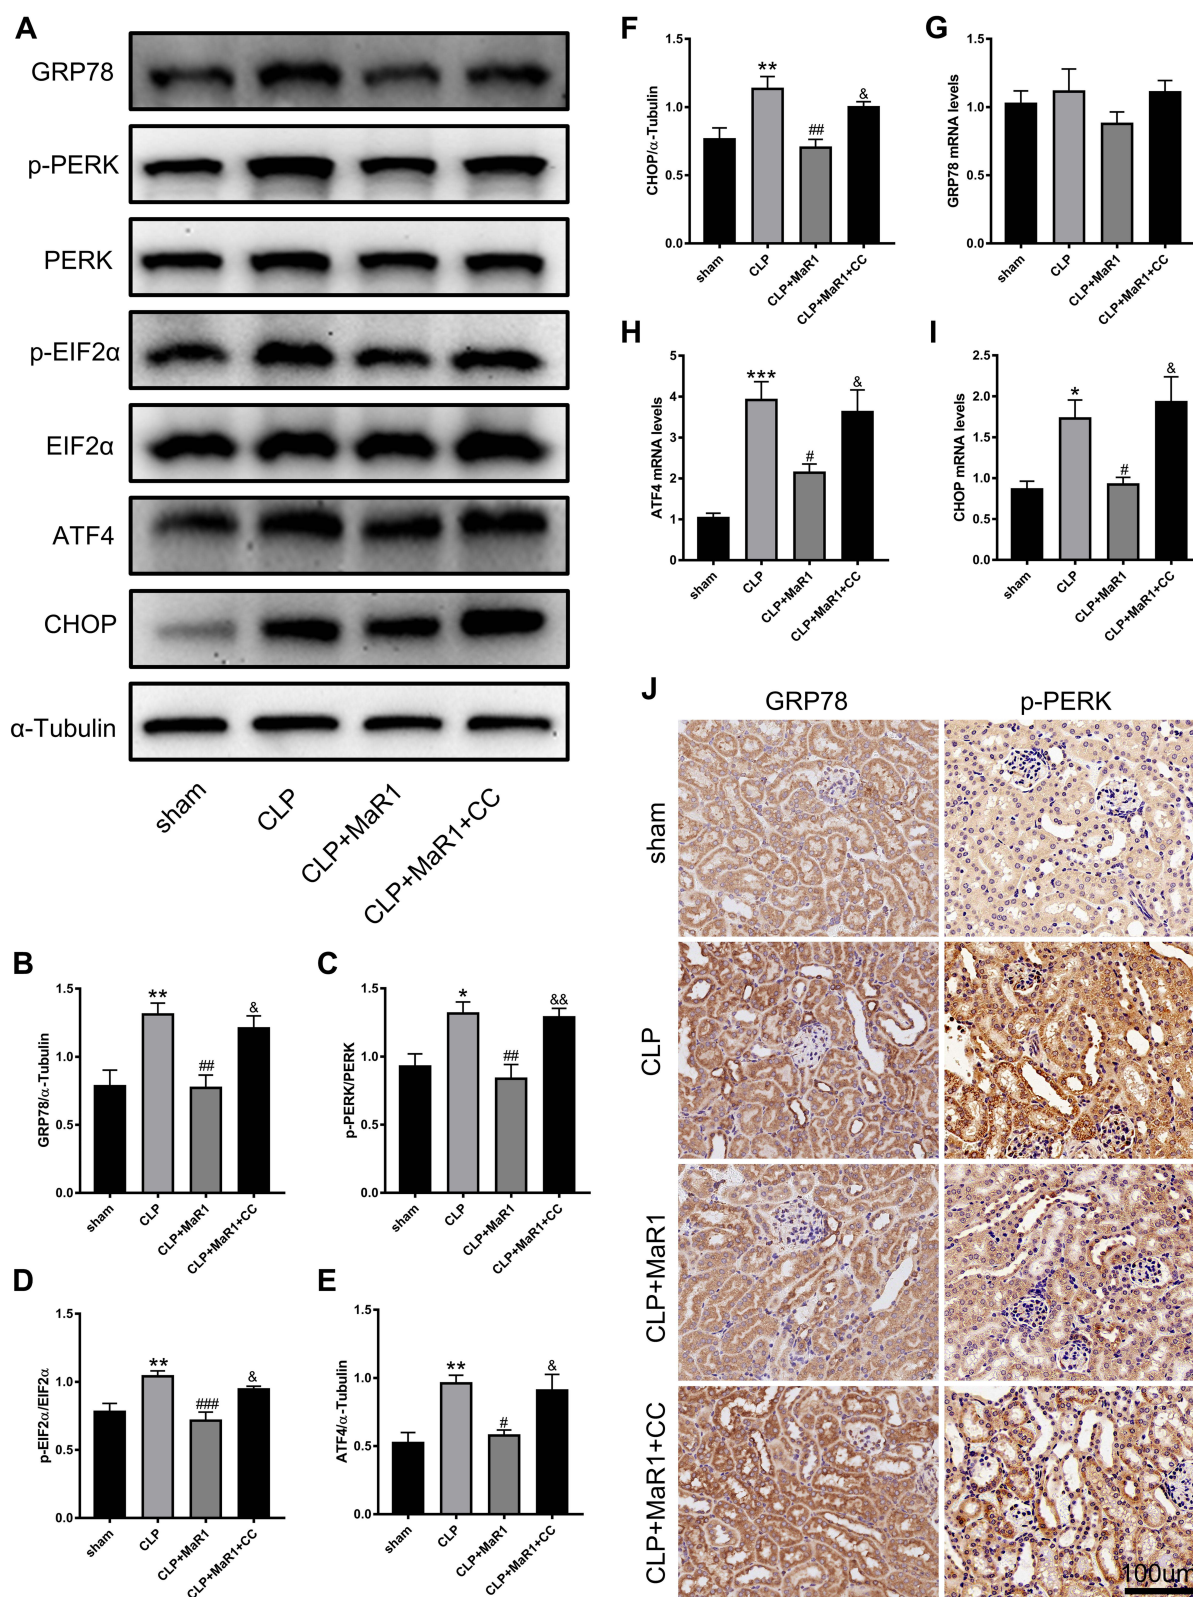 A
GRP78
p-PERK
PERK
p-EIF2α
EIF2α
ATF4
CHOP
α-Tubulin
sham
CLP
CLP+MaR1
CLP+MaR1+CC
B
GRP78/α-Tubulin
1.5
1.0
0.5
0.0
**
##
&
sham
CLP
CLP+MaR1
CLP+MaR1+CC
C
p-PERK/PERK
1.5
1.0
0.5
0.0
*
##
&&
sham
CLP
CLP+MaR1
CLP+MaR1+CC
D
p-EIF2α/EIF2α
1.5
1.0
0.5
0.0
**
###
&
sham
CLP
CLP+MaR1
CLP+MaR1+CC
E
ATF4/α-Tubulin
1.5
1.0
0.5
0.0
**
#
&
sham
CLP
CLP+MaR1
CLP+MaR1+CC
F
CHOP/α-Tubulin
1.5
1.0
0.5
0.0
**
##
&
sham
CLP
CLP+MaR1
CLP+MaR1+CC
G
GRP78 mRNA levels
1.5
1.0
0.5
0.0
sham
CLP
CLP+MaR1
CLP+MaR1+CC
H
ATF4 mRNA levels
5
4
3
2
1
0
***
#
&
sham
CLP
CLP+MaR1
CLP+MaR1+CC
I
CHOP mRNA levels
2.5
2.0
1.5
1.0
0.5
0.0
*
#
&
sham
CLP
CLP+MaR1
CLP+MaR1+CC
J
GRP78
p-PERK
sham
CLP
CLP+MaR1
CLP+MaR1+CC
100um